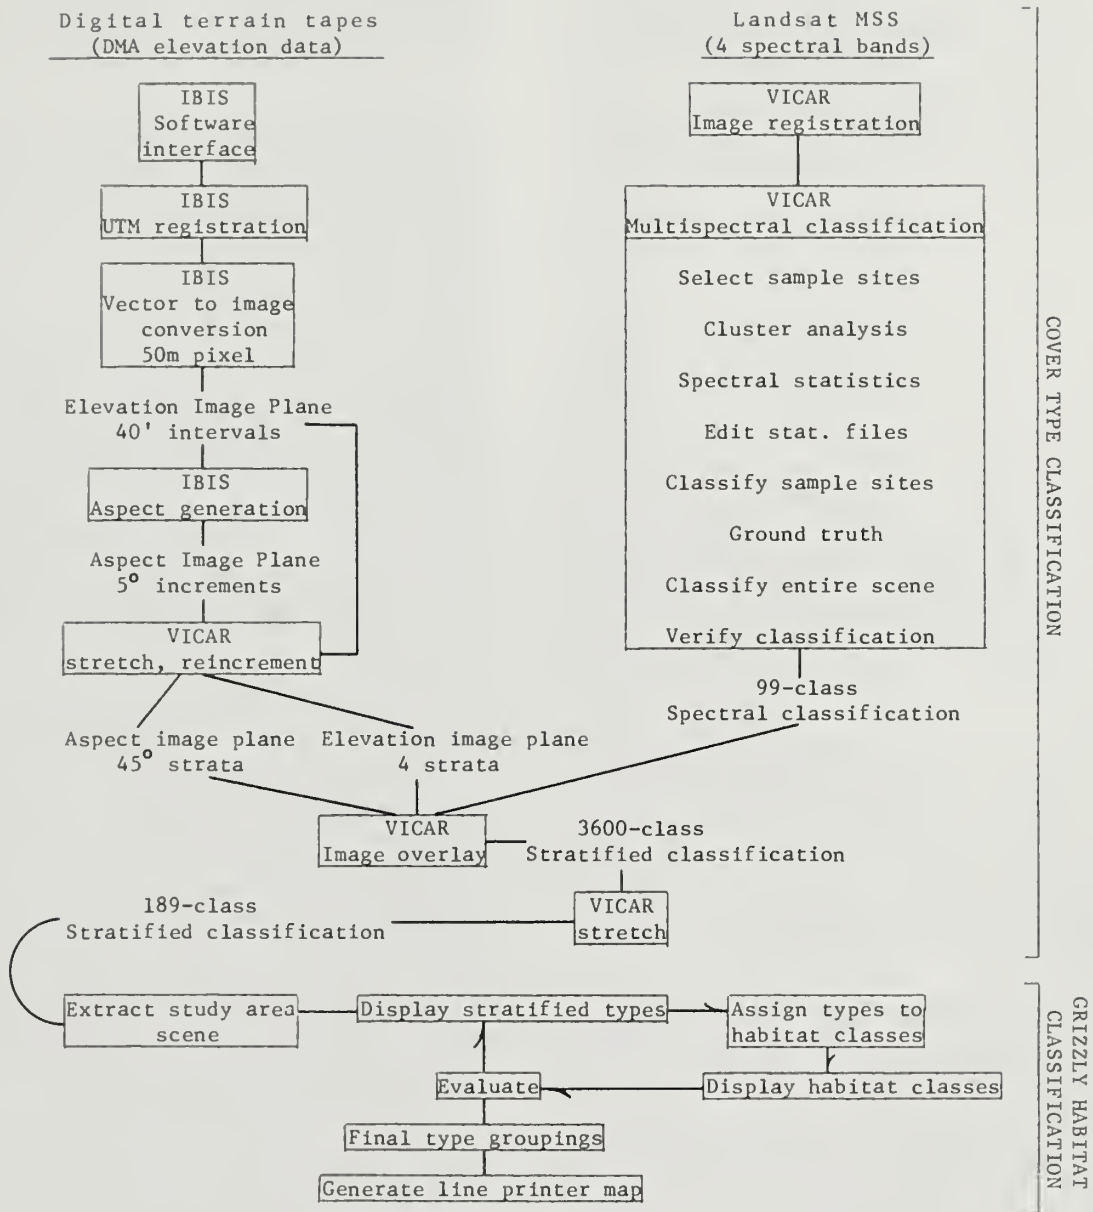 Digital terrain tapes
(DMA elevation data)
IBIS
Software
interface
IBIS
UTM registration
IBIS
Vector to image
conversion
50m pixel
Elevation Image Plane
40' intervals
IBIS
Aspect generation
Aspect Image Plane
5° increments
VICAR
stretch, reincrement
Aspect image plane
45° strata
Elevation image plane
4 strata
Landsat MSS
(4 spectral bands)
VICAR
Image registration
VICAR
Multispectral classification
Select sample sites
Cluster analysis
Spectral statistics
Edit stat. files
Classify sample sites
Ground truth
Classify entire scene
Verify classification
99-class
Spectral classification
VICAR
Image overlay
3600-class
Stratified classification
VICAR
stretch
189-class
Stratified classification
COVER TYPE CLASSIFICATION
Extract study area
scene
Display stratified types
Assign types to
habitat classes
Display habitat classes
Evaluate
Final type groupings
Generate line printer map
GRIZZLY HABITAT
CLASSIFICATION